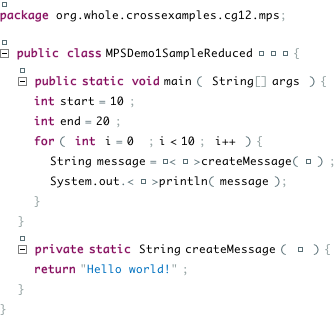 package org.whole.crossexamples.cg12.mps;
public class MPSDemo1SampleReduced {
public static void main ( String[] args ) {
int start = 10 ;
int end = 20 ;
for ( int i = 0 ; i < 10 ; i++ ) {
String message = < >createMessage( ) ;
System.out.< >println( message );
}
}
private static String createMessage ( ) {
return "Hello world!" ;
}
}